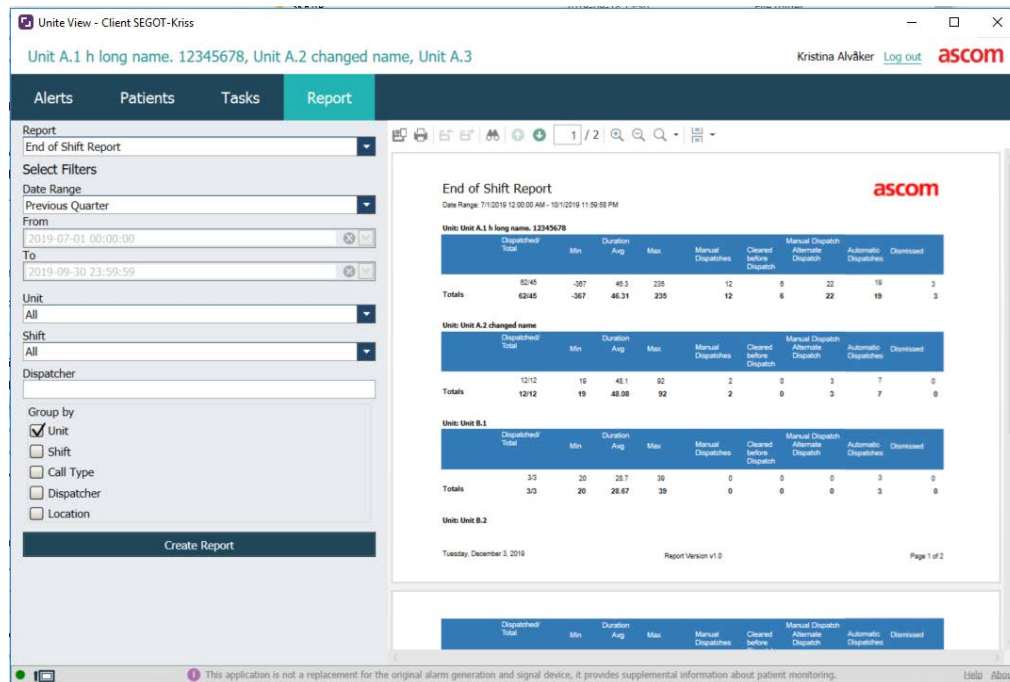 Unite View - Client SEGOT-Kriss
Unit A.1 h long name. 12345678, Unit A.2 changed name, Unit A.3
Kristina Alvåker Log out ascom
Alerts Patients Tasks Report
Report
End of Shift Report
Select Filters
Date Range
Previous Quarter
From
2019-07-01 00:00:00
To
2019-09-30 23:59:59
Unit
All
Shift
All
Dispatcher
Group by
Unit
Shift
Call Type
Dispatcher
Location
Create Report
1 / 2
End of Shift Report ascom
Date Range: 7/1/2019 12:00:00 AM - 10/1/2019 11:59:58 PM
Unit: Unit A.1 h long name. 12345678
Dispatched/ Duration Manual Dispatch
Total Min Avg Max Manual Cleared Alternate Automatic Dismissed
Dispatches before Dispatch Dispatches
Dispatch
62/45 -367 46.3 235 12 6 22 19 3
Totals 62/45 -367 46.31 235 12 6 22 19 3
Unit: Unit A.2 changed name
Dispatched/ Duration Manual Dispatch
Total Min Avg Max Manual Cleared Alternate Automatic Dismissed
Dispatches before Dispatch Dispatches
Dispatch
12/12 19 48.1 92 2 0 3 7 0
Totals 12/12 19 48.08 92 2 0 3 7 0
Unit: Unit B.1
Dispatched/ Duration Manual Dispatch
Total Min Avg Max Manual Cleared Alternate Automatic Dismissed
Dispatches before Dispatch Dispatches
Dispatch
3/3 20 28.7 39 0 0 0 3 0
Totals 3/3 20 28.67 39 0 0 0 3 0
Unit: Unit B.2
Tuesday, December 3, 2019 Report Version v1.0 Page 1 of 2
Dispatched/ Duration Manual Dispatch
Total Min Avg Max Manual Cleared Alternate Automatic Dismissed
Dispatches before Dispatch Dispatches
This application is not a replacement for the original alarm generation and signal device, it provides supplemental information about patient monitoring.
Help Abou